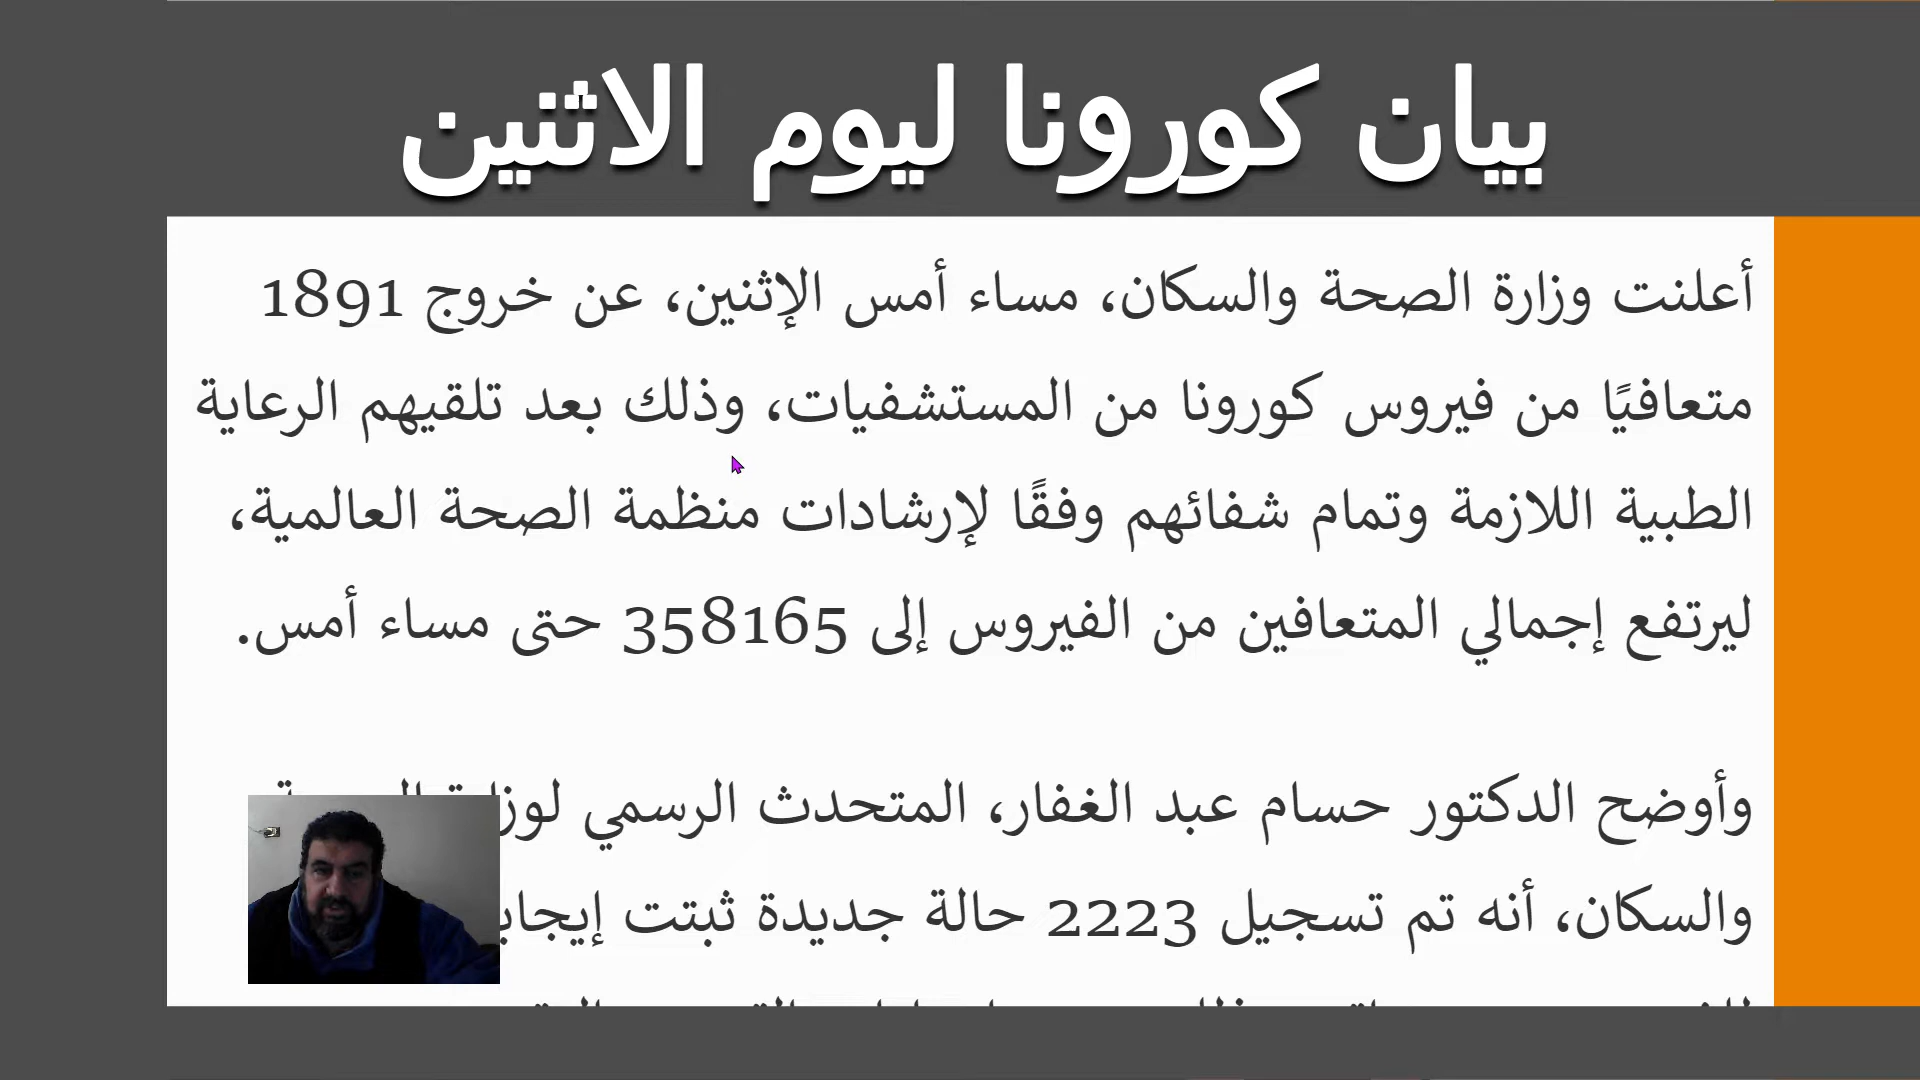 بيان كورونا ليوم الاثنين
أعلنت وزارة الصحة والسكان، مساء أمس الإثنين، عن خروج 1891
متعافيًا من فيروس كورونا من المستشفيات، وذلك بعد تلقيهم الرعاية
الطبية اللازمة وتمام شفائهم وفقًا لإرشادات منظمة الصحة العالمية،
ليرتفع إجمالي المتعافين من الفيروس إلى 358165 حتى مساء أمس.
وأوضح الدكتور حسام عبد الغفار، المتحدث الرسمي
والسكان، أنه تم تسجيل 2223 حالة جديدة ثبتت